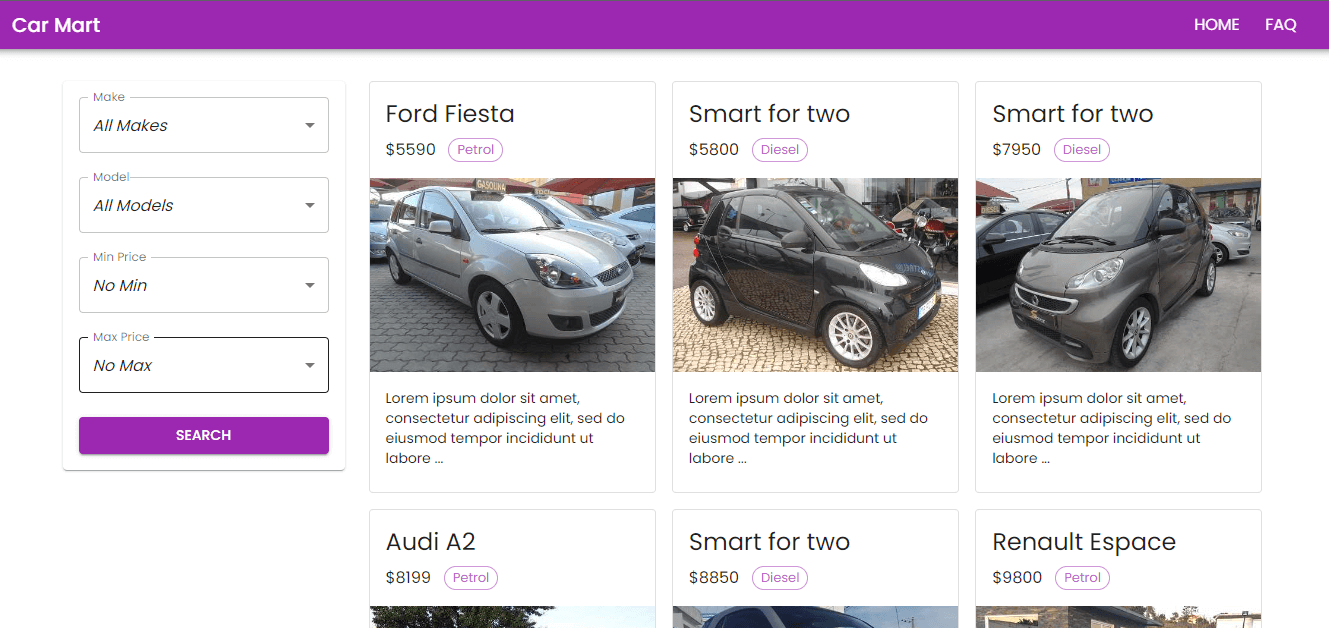 Car Mart
HOME
FAQ
Make
All Makes
Model
All Models
Min Price
No Min
Max Price
No Max
SEARCH
Ford Fiesta
$5590
Petrol
GASOLINA
Lorem ipsum dolor sit amet,
consectetur adipiscing elit, sed do
eiusmod tempor incididunt ut
labore ...
Smart for two
$5800
Diesel
Lorem ipsum dolor sit amet,
consectetur adipiscing elit, sed do
eiusmod tempor incididunt ut
labore ...
Smart for two
$7950
Diesel
Lorem ipsum dolor sit amet,
consectetur adipiscing elit, sed do
eiusmod tempor incididunt ut
labore ...
Audi A2
$8199
Petrol
Smart for two
$8850
Diesel
Renault Espace
$9800
Petrol